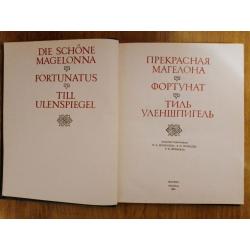 DIE SCHÖNE
MAGELONNA
FORTUNATUS
TILL
ULENSPIEGEL
ПРЕКРАСНАЯ
МАГЕЛОНА
ФОРТУНАТ
ТИЛЬ
УЛЕНШПИГЕЛЬ